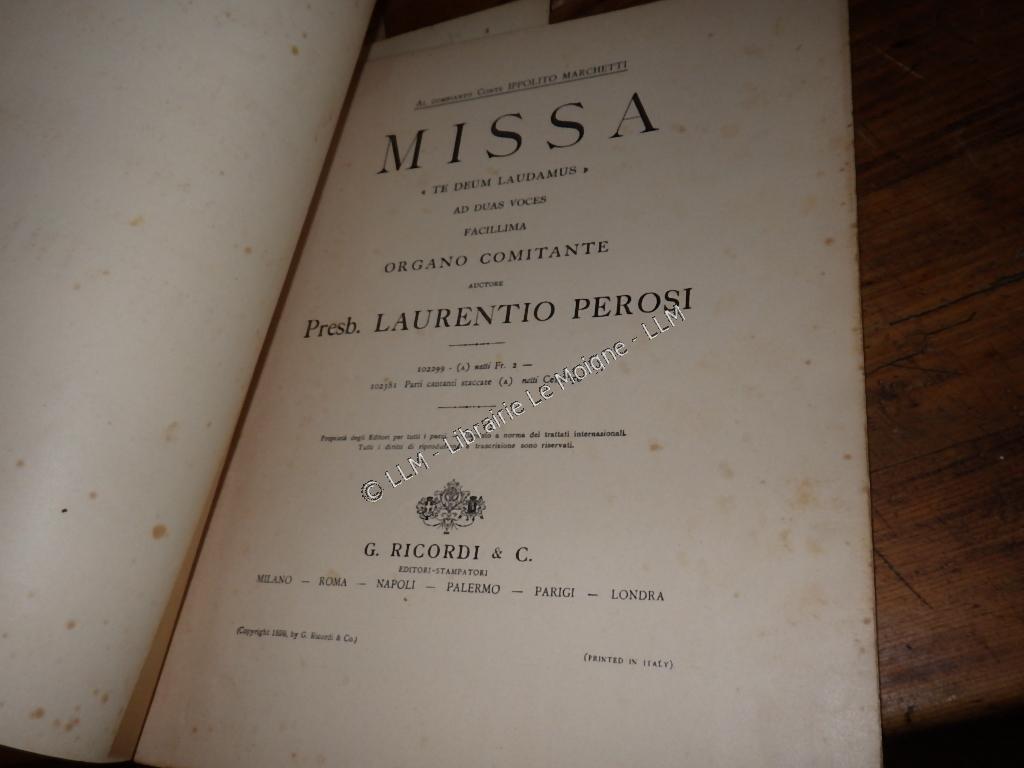 Al Conte IPPOLITO MARCHETTI
MISSA
« TE DEUM LAUDAMUS »
AD DUAS VOCES
FACILLIMA
ORGANO COMITANTE
AUCTORE
Presb. LAURENTIO PEROSI
102099 - (A) netti Fr. 2 —
102381 Parti cantanti staccate (A) netti
Proprietà degli Editori per tutti i paesi. a norma dei trattati internazionali.
Tutti i diritti di trascrizione sono riservati.
© LLM - Librairie Le Moigne - LLM
G. RICORDI & C.
EDITORI-STAMPATORI
MILANO — ROMA — NAPOLI — PALERMO — PARIGI — LONDRA
(Copyright by G. Ricordi & Co.)
(PRINTED IN ITALY)